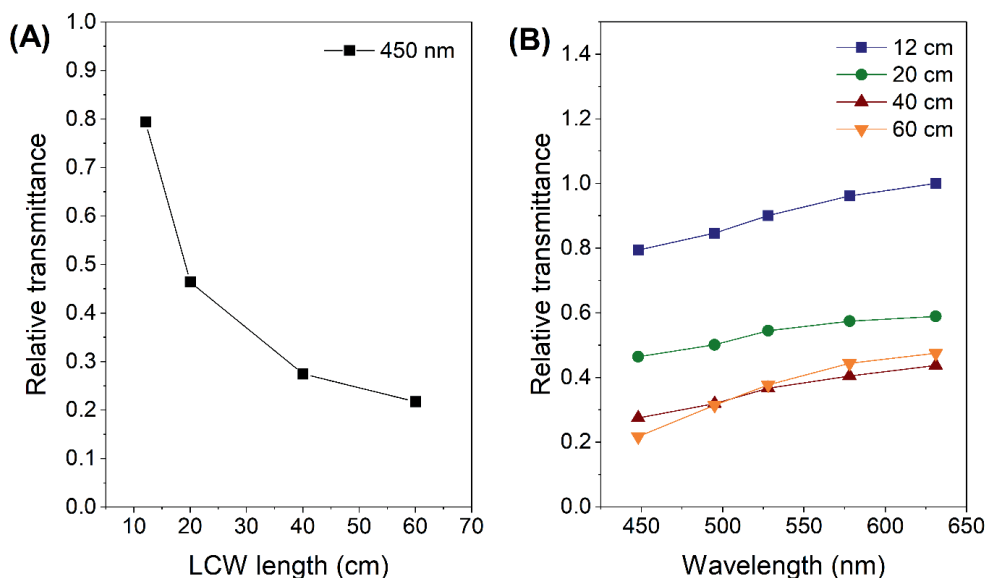 (A)
450 nm
Relative transmittance
1.0
0.9
0.8
0.7
0.6
0.5
0.4
0.3
0.2
0.1
0.0
10 20 30 40 50 60 70
LCW length (cm)
(B)
12 cm
20 cm
40 cm
60 cm
Relative transmittance
1.4
1.2
1.0
0.8
0.6
0.4
0.2
0.0
450 500 550 600 650
Wavelength (nm)